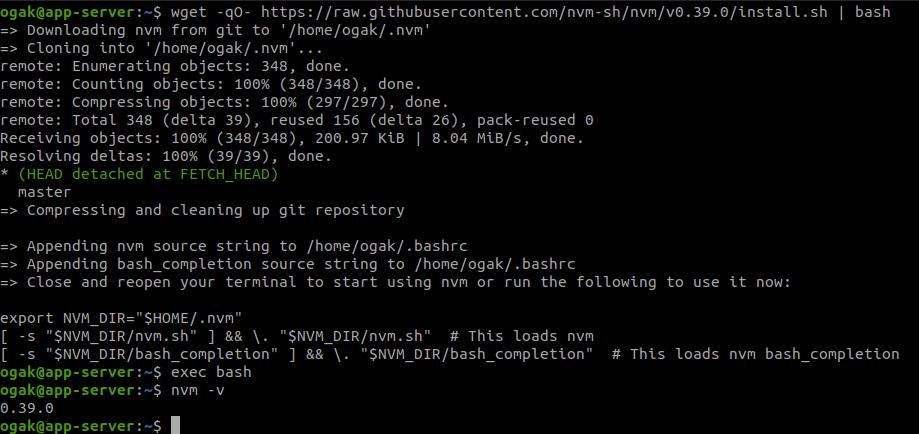 ogak@app-server:~$ wget -qO- https://raw.githubusercontent.com/nvm-sh/nvm/v0.39.0/install.sh | bash
=> Downloading nvm from git to '/home/ogak/.nvm'
=> Cloning into '/home/ogak/.nvm'...
remote: Enumerating objects: 348, done.
remote: Counting objects: 100% (348/348), done.
remote: Compressing objects: 100% (297/297), done.
remote: Total 348 (delta 39), reused 156 (delta 26), pack-reused 0
Receiving objects: 100% (348/348), 200.97 KiB | 8.04 MiB/s, done.
Resolving deltas: 100% (39/39), done.
* (HEAD detached at FETCH_HEAD)
  master
=> Compressing and cleaning up git repository

=> Appending nvm source string to /home/ogak/.bashrc
=> Appending bash_completion source string to /home/ogak/.bashrc
=> Close and reopen your terminal to start using nvm or run the following to use it now:

export NVM_DIR="$HOME/.nvm"
[ -s "$NVM_DIR/nvm.sh" ] && \. "$NVM_DIR/nvm.sh"  # This loads nvm
[ -s "$NVM_DIR/bash_completion" ] && \. "$NVM_DIR/bash_completion"  # This loads nvm bash_completion
ogak@app-server:~$ exec bash
ogak@app-server:~$ nvm -v
0.39.0
ogak@app-server:~$